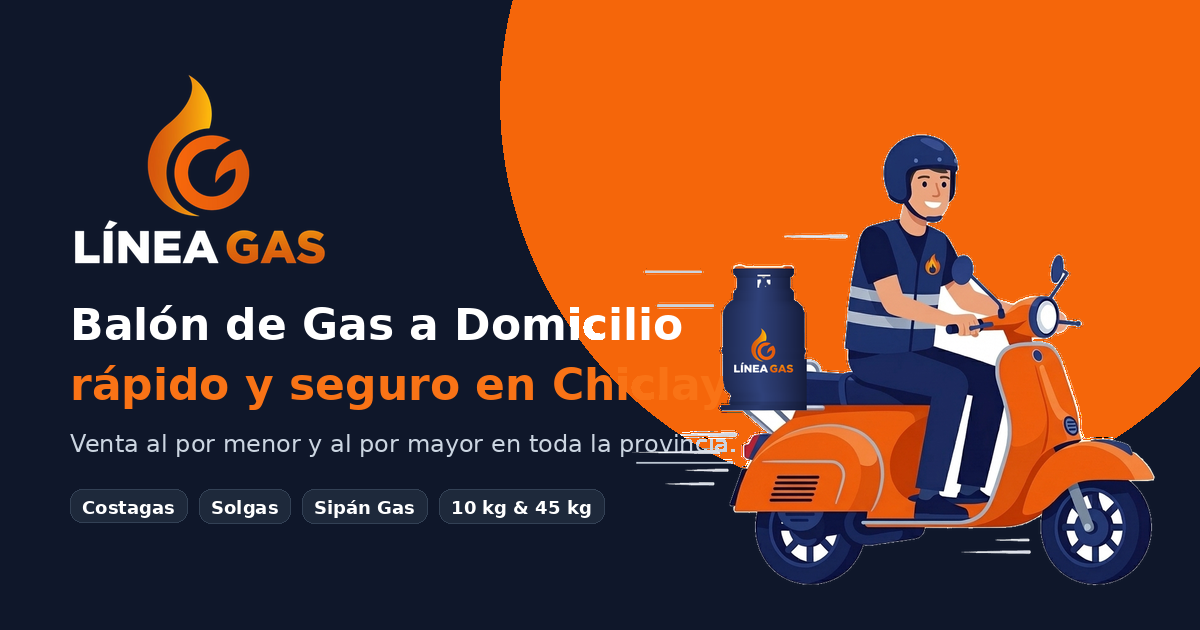 LÍNEA GAS
Balón de Gas a Domicilio
rápido y seguro en Chiclay
Venta al por menor y al por mayor en toda la provincia.
Costagas
Solgas
Sipán Gas
10 kg & 45 kg
LÍNEA GAS